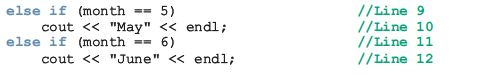 else if (month == 5) //Line 9
    cout << "May" << endl; //Line 10
else if (month == 6) //Line 11
    cout << "June" << endl; //Line 12